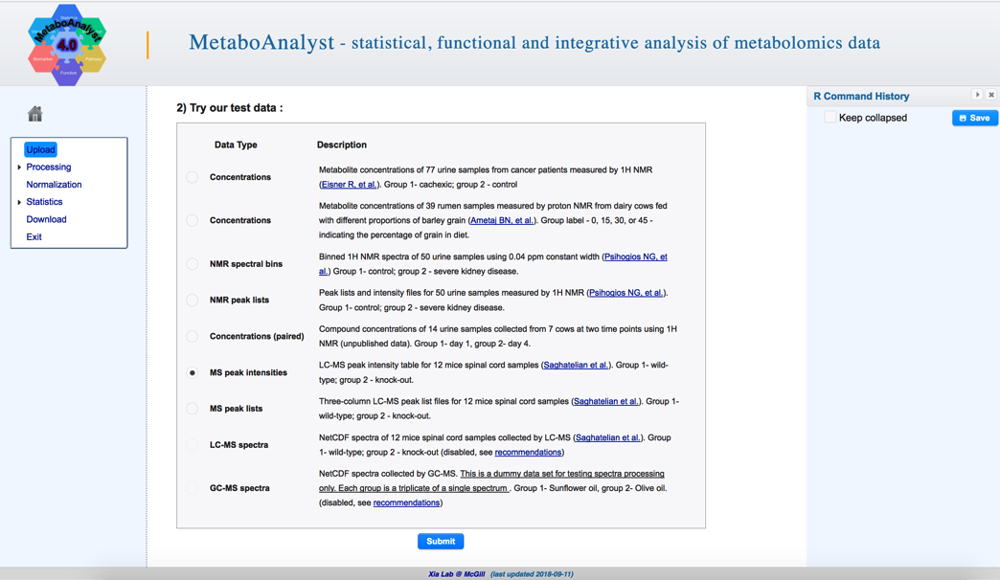 Statistics
MetaboAnalyst
4.0
Biomarker
Pathway
Function
MetaboAnalyst - statistical, functional and integrative analysis of metabolomics data
Upload
Processing
Normalization
Statistics
Download
Exit
2) Try our test data :
Data Type Description
Concentrations
Metabolite concentrations of 77 urine samples from cancer patients measured by 1H NMR
(Eisner R, et al.). Group 1- cachexic; group 2 - control
Concentrations
Metabolite concentrations of 39 rumen samples measured by proton NMR from dairy cows fed
with different proportions of barley grain (Ametaj BN, et al.). Group label - 0, 15, 30, or 45 -
indicating the percentage of grain in diet.
NMR spectral bins
Binned 1H NMR spectra of 50 urine samples using 0.04 ppm constant width (Psihogios NG, et
al.) Group 1- control; group 2 - severe kidney disease.
NMR peak lists
Peak lists and intensity files for 50 urine samples measured by 1H NMR (Psihogios NG, et al.).
Group 1- control; group 2 - severe kidney disease.
Concentrations (paired)
Compound concentrations of 14 urine samples collected from 7 cows at two time points using 1H
NMR (unpublished data). Group 1- day 1, group 2- day 4.
MS peak intensities
LC-MS peak intensity table for 12 mice spinal cord samples (Saghatelian et al.). Group 1- wild-
type; group 2 - knock-out.
MS peak lists
Three-column LC-MS peak list files for 12 mice spinal cord samples (Saghatelian et al.). Group 1-
wild-type; group 2 - knock-out.
LC-MS spectra
NetCDF spectra of 12 mice spinal cord samples collected by LC-MS (Saghatelian et al.). Group
1- wild-type; group 2 - knock-out (disabled, see recommendations)
GC-MS spectra
NetCDF spectra collected by GC-MS. This is a dummy data set for testing spectra processing
only. Each group is a triplicate of a single spectrum . Group 1- Sunflower oil, group 2- Olive oil.
(disabled, see recommendations)
Submit
R Command History
Keep collapsed
Save
Xia Lab @ McGill (last updated 2018-09-11)